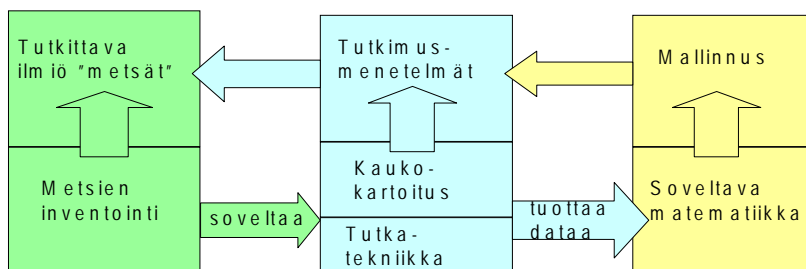 Tutkittava
ilmiö "metsät"
Tutkimus-
menetelmät
Mallinnus
Metsien
inventointi
soveltaa
Kauko-
kartoitus
Tutka-
tekniikka
tuottaa
dataa
Soveltava
matematiikka